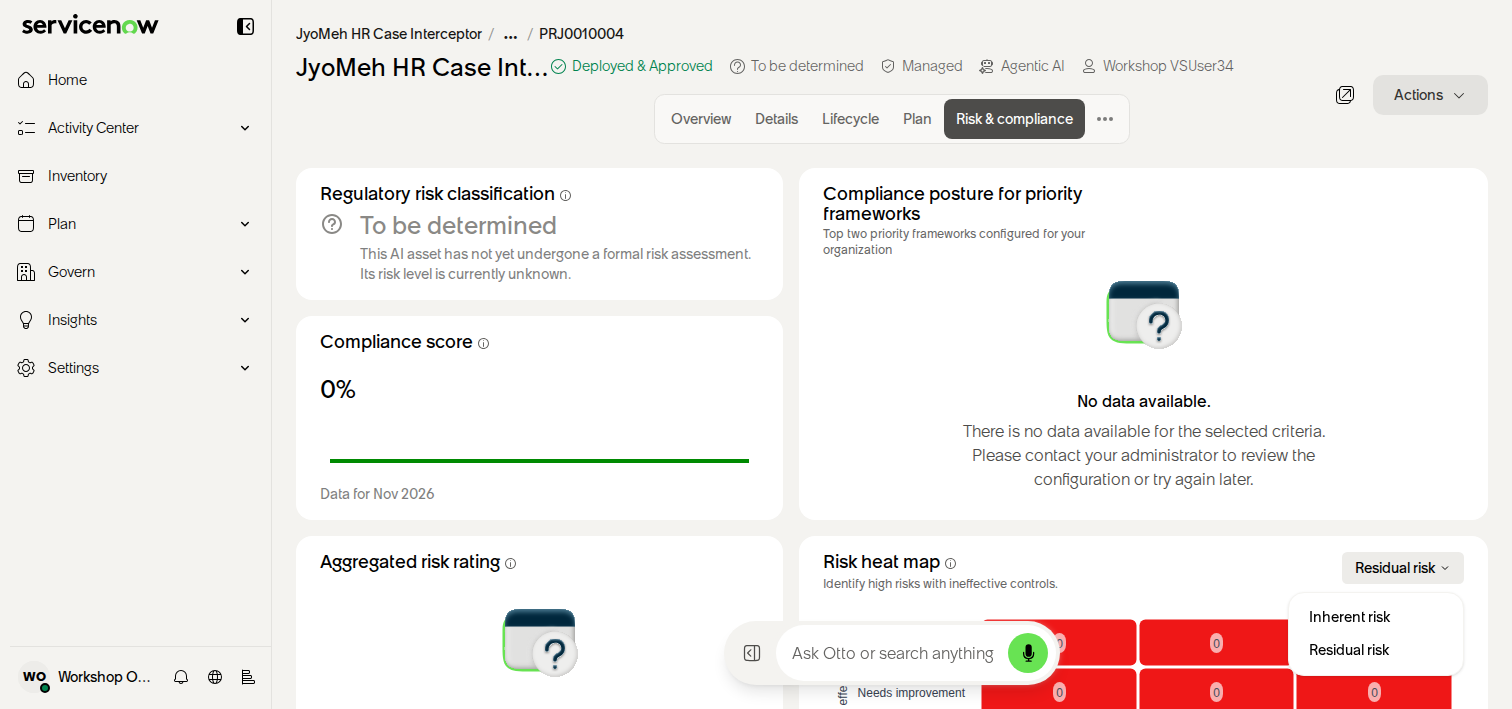 servicenow
Home
Activity Center
Inventory
Plan
Govern
Insights
Settings
WO Workshop O...
JyoMeh HR Case Interceptor / ... / PRJ0010004
JyoMeh HR Case Int... Deployed & Approved To be determined Managed Agentic AI Workshop VSUser34
Actions
Overview Details Lifecycle Plan Risk & compliance
Regulatory risk classification
To be determined
This AI asset has not yet undergone a formal risk assessment.
Its risk level is currently unknown.
Compliance score
0%
Data for Nov 2026
Compliance posture for priority
frameworks
Top two priority frameworks configured for your
organization
No data available.
There is no data available for the selected criteria.
Please contact your administrator to review the
configuration or try again later.
Aggregated risk rating
Risk heat map
Identify high risks with ineffective controls.
Residual risk
Inherent risk
Residual risk
0 0
Needs improvement 0 0 0
Ask Otto or search anything